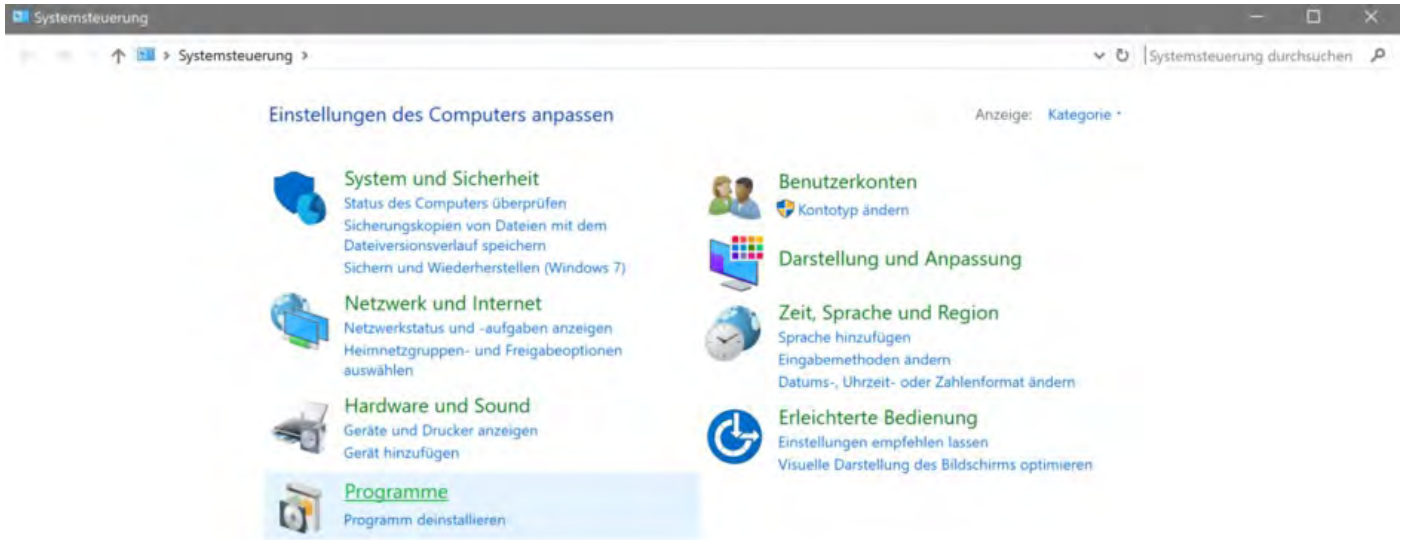 Systemsteuerung
Systemsteuerung
Systemsteuerung durchsuchen
Einstellungen des Computers anpassen
Anzeige: Kategorie
System und Sicherheit
Status des Computers überprüfen
Sicherungskopien von Dateien mit dem
Dateiversionsverlauf speichern
Sichern und Wiederherstellen (Windows 7)
Netzwerk und Internet
Netzwerkstatus und -aufgaben anzeigen
Heimnetzgruppen- und Freigabeoptionen
auswählen
Hardware und Sound
Geräte und Drucker anzeigen
Gerät hinzufügen
Programme
Programm deinstallieren
Benutzerkonten
Kontotyp ändern
Darstellung und Anpassung
Zeit, Sprache und Region
Sprache hinzufügen
Eingabemethoden ändern
Datums-, Uhrzeit- oder Zahlenformat ändern
Erleichterte Bedienung
Einstellungen empfehlen lassen
Visuelle Darstellung des Bildschirms optimieren